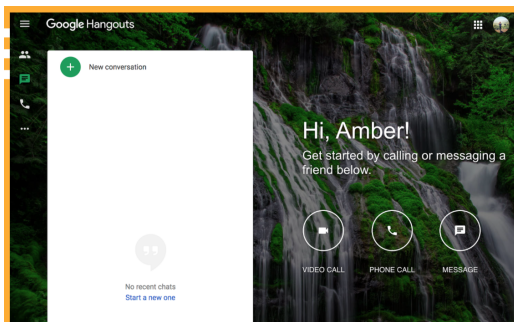 Google Hangouts
New conversation
Hi, Amber!
Get started by calling or messaging a
friend below.
VIDEO CALL
PHONE CALL
MESSAGE
No recent chats
Start a new one